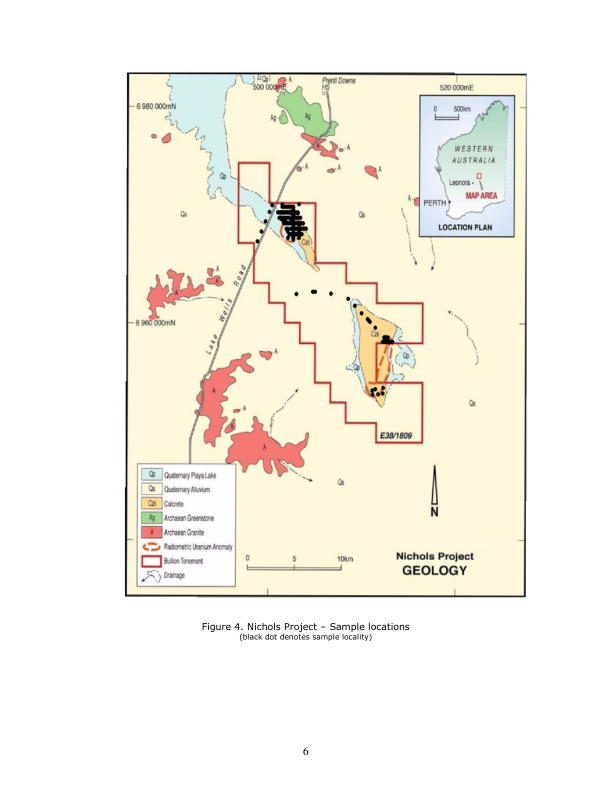 Qp
A
500 000mE
Prenti Downs
HS
520 000mE
6 980 000mN
Ag
Ag
0 500km
A
A
A
A
A
WESTERN
AUSTRALIA
Leonora
MAP AREA
PERTH
LOCATION PLAN
Qp
Qa
Qa
A
Czk
Lake Wells Road
A
A
A
A
6 960 000mN
Czk
Qp
Qp
A
A
A
A
A
Qa
E38/1809
Qa
N
Qp Quaternary Playa Lake
Qa Quaternary Alluvium
Czk Calcrete
Ag Archaean Greenstone
A Archaean Granite
Radiometric Uranium Anomaly
Bullion Tenement
Drainage
0 5 10km
Nichols Project
GEOLOGY
Figure 4. Nichols Project – Sample locations
(black dot denotes sample locality)
6